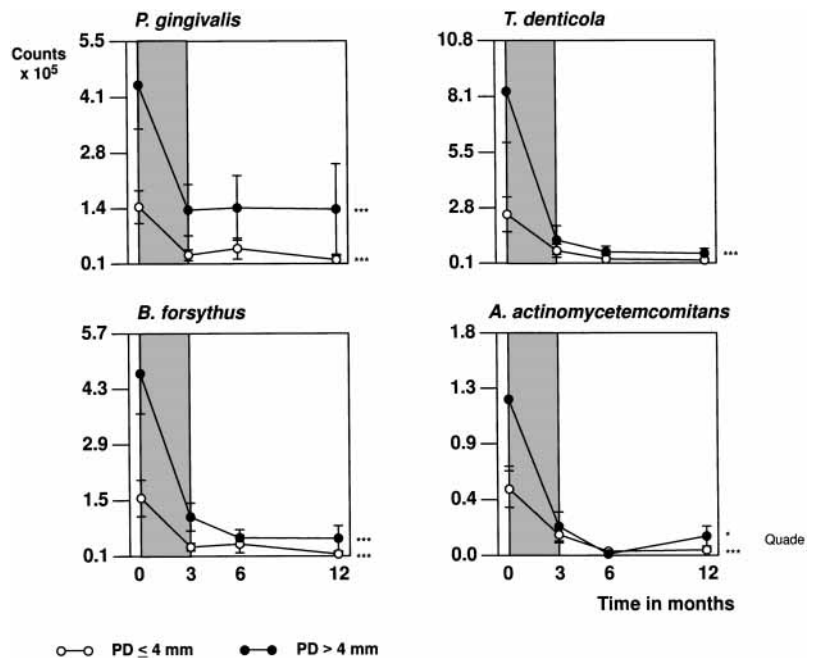 P. gingivalis
T. denticola
Counts
x 10⁵
5.5
4.1
2.8
1.4
0.1
***
***
10.8
8.1
5.5
2.8
0.1
***
B. forsythus
A. actinomycetemcomitans
5.7
4.3
2.9
1.5
0.1
***
***
0 3 6 12
1.8
1.3
0.9
0.4
0.0
*
***
Quade
0 3 6 12
Time in months
PD ≤ 4 mm PD > 4 mm